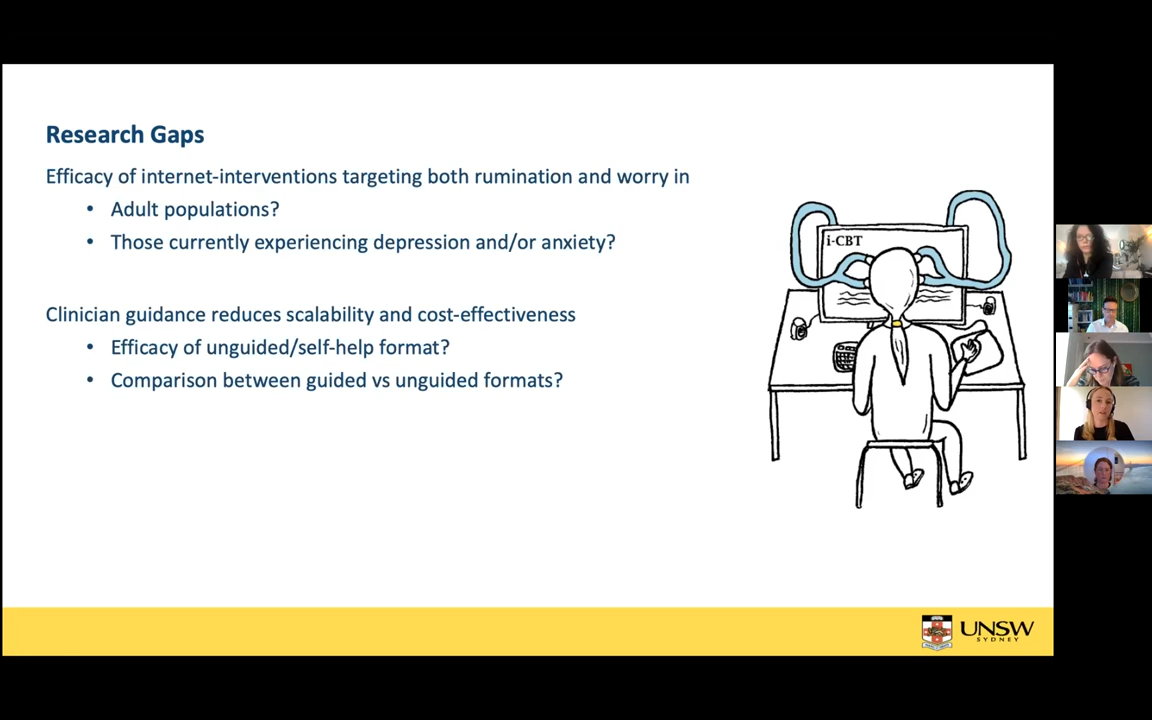 Research Gaps
Efficacy of internet-interventions targeting both rumination and worry in
• Adult populations?
• Those currently experiencing depression and/or anxiety?
i-CBT
Clinician guidance reduces scalability and cost-effectiveness
• Efficacy of unguided/self-help format?
• Comparison between guided vs unguided formats?
UNSW
SYDNEY